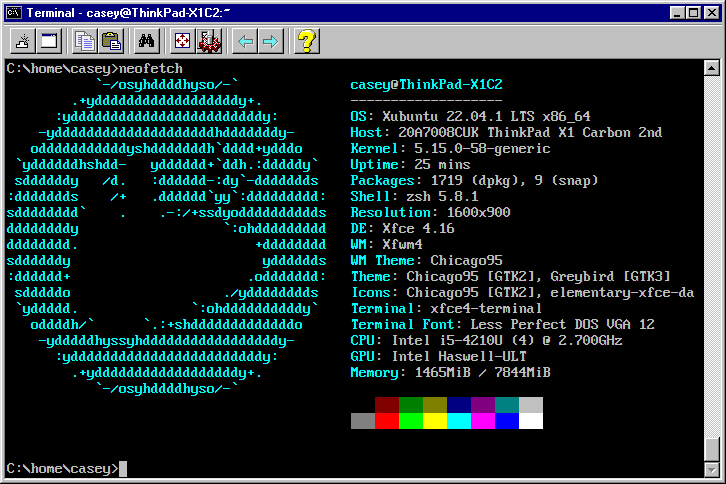 Terminal - casey@ThinkPad-X1C2:~
C:\home\casey>neofetch
`-/osyhddddhyso/-` casey@ThinkPad-X1C2
.+yddddddddddddddddddy+. -------------------
:yddddddddddddddddddddddddy: OS: Xubuntu 22.04.1 LTS x86_64
-yddddddddddddddddddddhdddddddy- Host: 20A7008CUK ThinkPad X1 Carbon 2nd
odddddddddddyshdddddddh`dddd+ydddo Kernel: 5.15.0-58-generic
`yddddddhshdd- ydddddd+`ddh.:dddddy` Uptime: 25 mins
sddddddy /d. :dddddd-:dy`-ddddddds Packages: 1719 (dpkg), 9 (snap)
:ddddddds /+ .dddddd`yy`:ddddddddd: Shell: zsh 5.8.1
sdddddddd` . .-:/+ssdyodddddddddds Resolution: 1600x900
ddddddddy `:ohddddddddd DE: Xfce 4.16
dddddddd. +dddddddd WM: Xfwm4
sddddddy ydddddds WM Theme: Chicago95
:dddddd+ .oddddddd: Theme: Chicago95 [GTK2], Greybird [GTK3]
sdddddo ./ydddddddds Icons: Chicago95 [GTK2], elementary-xfce-da
`yddddd. `:ohddddddddddy` Terminal: xfce4-terminal
oddddh/` `.:+shdddddddddddddo Terminal Font: Less Perfect DOS VGA 12
-ydddddhyssyhdddddddddddddddddy- CPU: Intel i5-4210U (4) @ 2.700GHz
:yddddddddddddddddddddddddy: GPU: Intel Haswell-ULT
.+yddddddddddddddddddy+. Memory: 1465MiB / 7844MiB
`-/osyhddddhyso/-`
C:\home\casey>